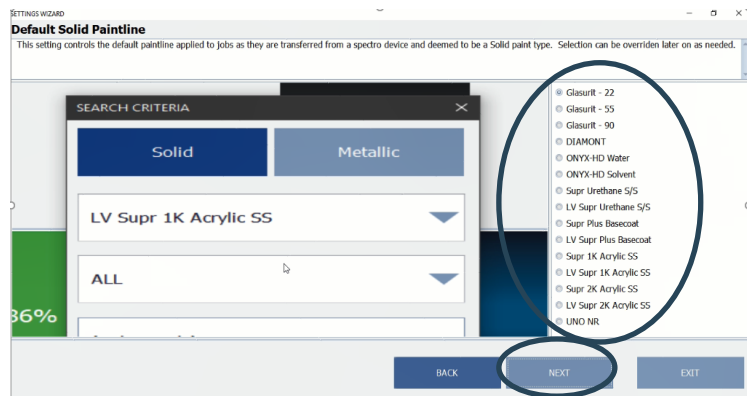 SETTINGS WIZARD
Default Solid Paintline
This setting controls the default paintline applied to jobs as they are transferred from a spectro device and deemed to be a Solid paint type. Selection can be overriden later on as needed.
SEARCH CRITERIA
Solid
Metallic
LV Supr 1K Acrylic SS
ALL
36%
Glasurit - 22
Glasurit - 55
Glasurit - 90
DIAMONT
ONYX-HD Water
ONYX-HD Solvent
Supr Urethane S/S
LV Supr Urethane S/S
Supr Plus Basecoat
LV Supr Plus Basecoat
Supr 1K Acrylic SS
LV Supr 1K Acrylic SS
Supr 2K Acrylic SS
LV Supr 2K Acrylic SS
UNO NR
BACK
NEXT
EXIT